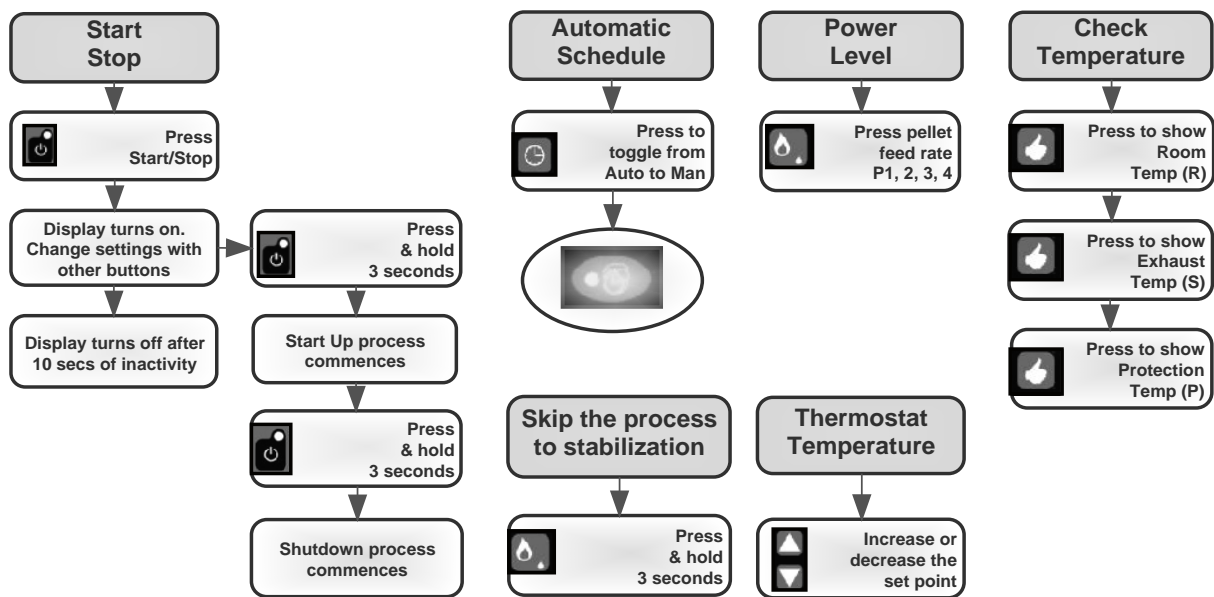 Start
Stop
Press
Start/Stop
Display turns on.
Change settings with
other buttons
Display turns off after
10 secs of inactivity
Press
& hold
3 seconds
Start Up process
commences
Press
& hold
3 seconds
Shutdown process
commences
Automatic
Schedule
Press to
toggle from
Auto to Man
Skip the process
to stabilization
Press
& hold
3 seconds
Power
Level
Press pellet
feed rate
P1, 2, 3, 4
Thermostat
Temperature
Increase or
decrease the
set point
Check
Temperature
Press to show
Room
Temp (R)
Press to show
Exhaust
Temp (S)
Press to show
Protection
Temp (P)